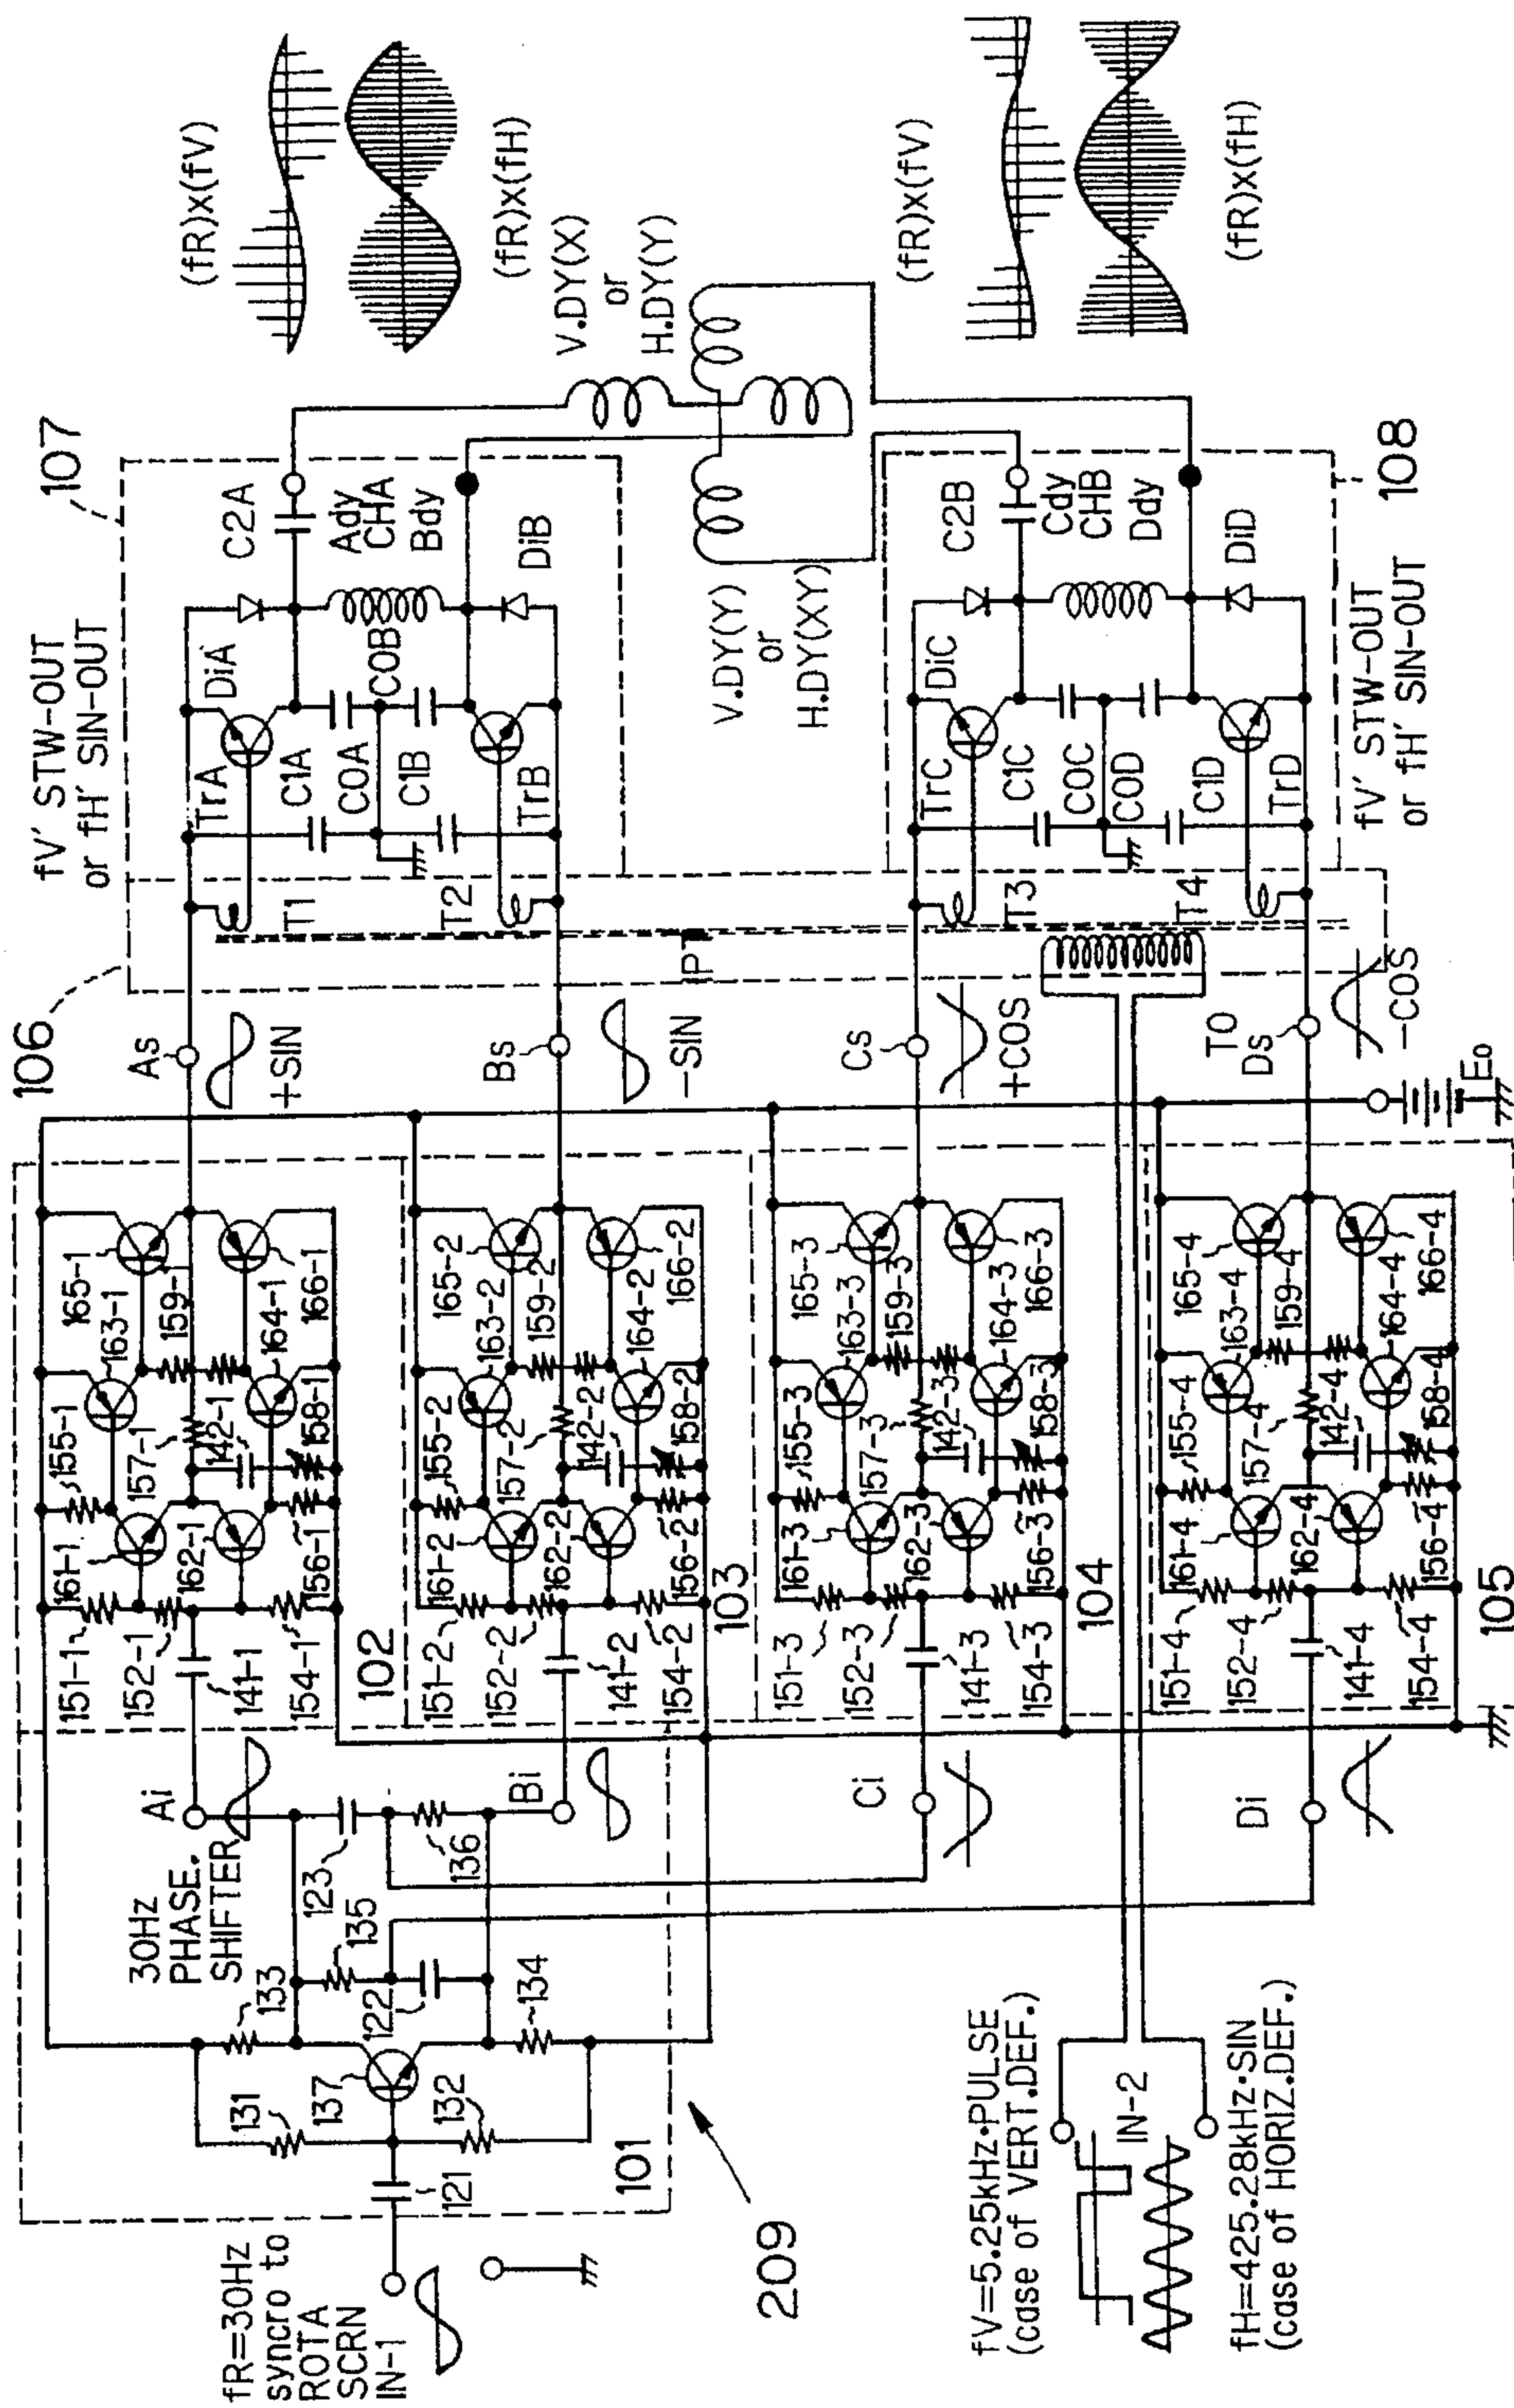 fR=30Hz
syncro to
ROTA
SCRN
IN-1
121
101
131
137
132
133
122
135
134
30Hz
PHASE.
SHIFTER
123
136
Ai
Bi
Ci
Di
209
fV=5.25kHz•PULSE
(case of VERT.DEF.)
IN-2
fH=425.28kHz•SIN
(case of HORIZ.DEF.)
151-1
152-1
141-1
154-1
102
161-1
162-1
156-1
155-1
157-1
142-1
158-1
163-1
159-1
164-1
165-1
166-1
151-2
152-2
141-2
154-2
103
161-2
162-2
156-2
155-2
157-2
142-2
158-2
163-2
159-2
164-2
165-2
166-2
151-3
152-3
141-3
154-3
104
161-3
162-3
156-3
155-3
157-3
142-3
158-3
163-3
159-3
164-3
165-3
166-3
151-4
152-4
141-4
154-4
105
161-4
162-4
156-4
155-4
157-4
142-4
158-4
163-4
159-4
164-4
165-4
166-4
106
As
+SIN
Bs
-SIN
Cs
+COS
TO
Ds
-COS
E0
PT
T1
T2
T3
T4
fV' STW-OUT
or fH' SIN-OUT
107
TrA
DiA
C1A
C0A
C0B
C1B
TrB
DiB
C2A
Ady
CHA
Bdy
V.DY(X)
or
H.DY(Y)
V.DY(Y)
or
H.DY(XY)
TrC
DiC
C1C
C0C
C0D
C1D
TrD
DiD
C2B
Cdy
CHB
Ddy
108
fV' STW-OUT
or fH' SIN-OUT
(fR)x(fV)
(fR)x(fH)
(fR)x(fV)
(fR)x(fH)